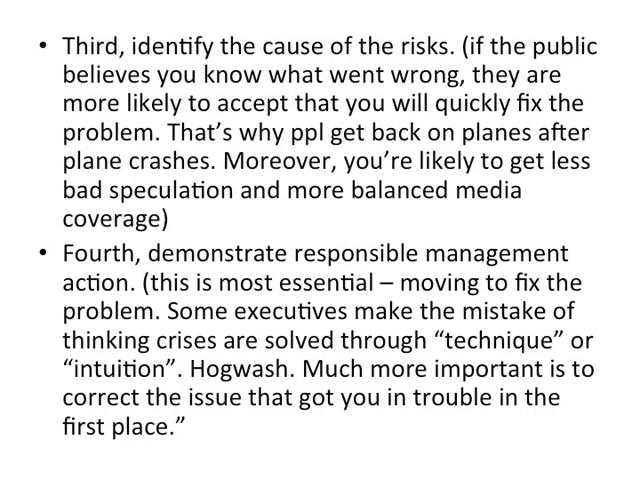 • Third, identify the cause of the risks. (if the public
believes you know what went wrong, they are
more likely to accept that you will quickly fix the
problem. That’s why ppl get back on planes after
plane crashes. Moreover, you’re likely to get less
bad speculation and more balanced media
coverage)
• Fourth, demonstrate responsible management
action. (this is most essential – moving to fix the
problem. Some executives make the mistake of
thinking crises are solved through “technique” or
“intuition”. Hogwash. Much more important is to
correct the issue that got you in trouble in the
first place.”